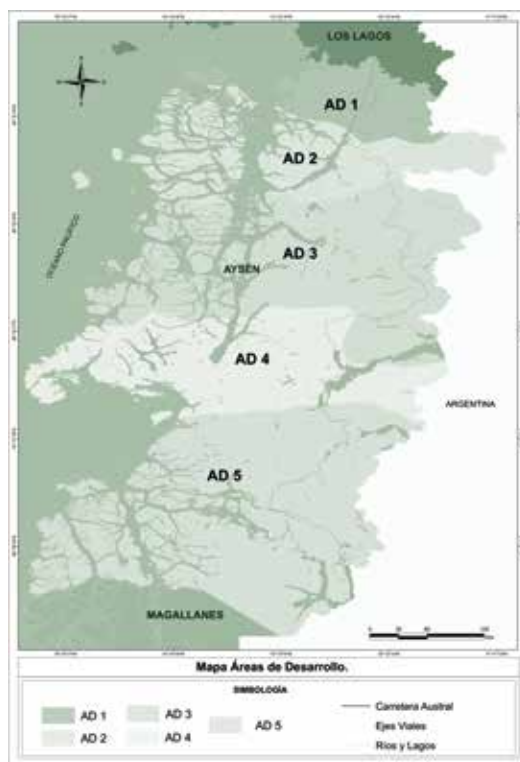 LOS LAGOS
AD 1
AD 2
OCEANO PACIFICO
AYSÉN
AD 3
AD 4
ARGENTINA
AD 5
MAGALLANES
Mapa Áreas de Desarrollo.
SIMBOLOGÍA
AD 1
AD 2
AD 3
AD 4
AD 5
Carretera Austral
Ejes Viales
Ríos y Lagos